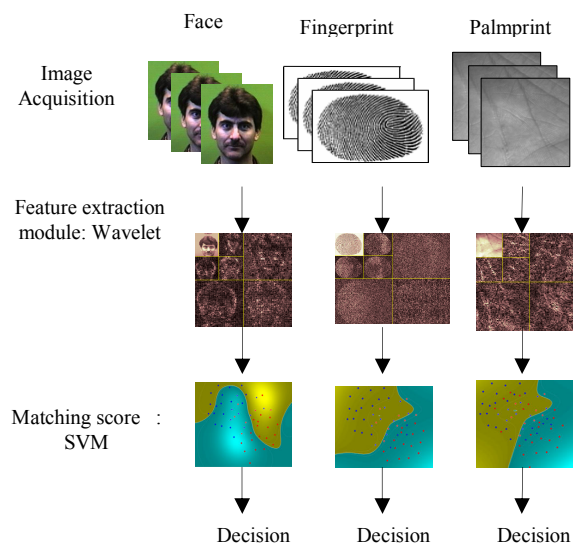 Face
Fingerprint
Palmprint
Image
Acquisition
Feature extraction
module: Wavelet
Matching score :
SVM
Decision
Decision
Decision